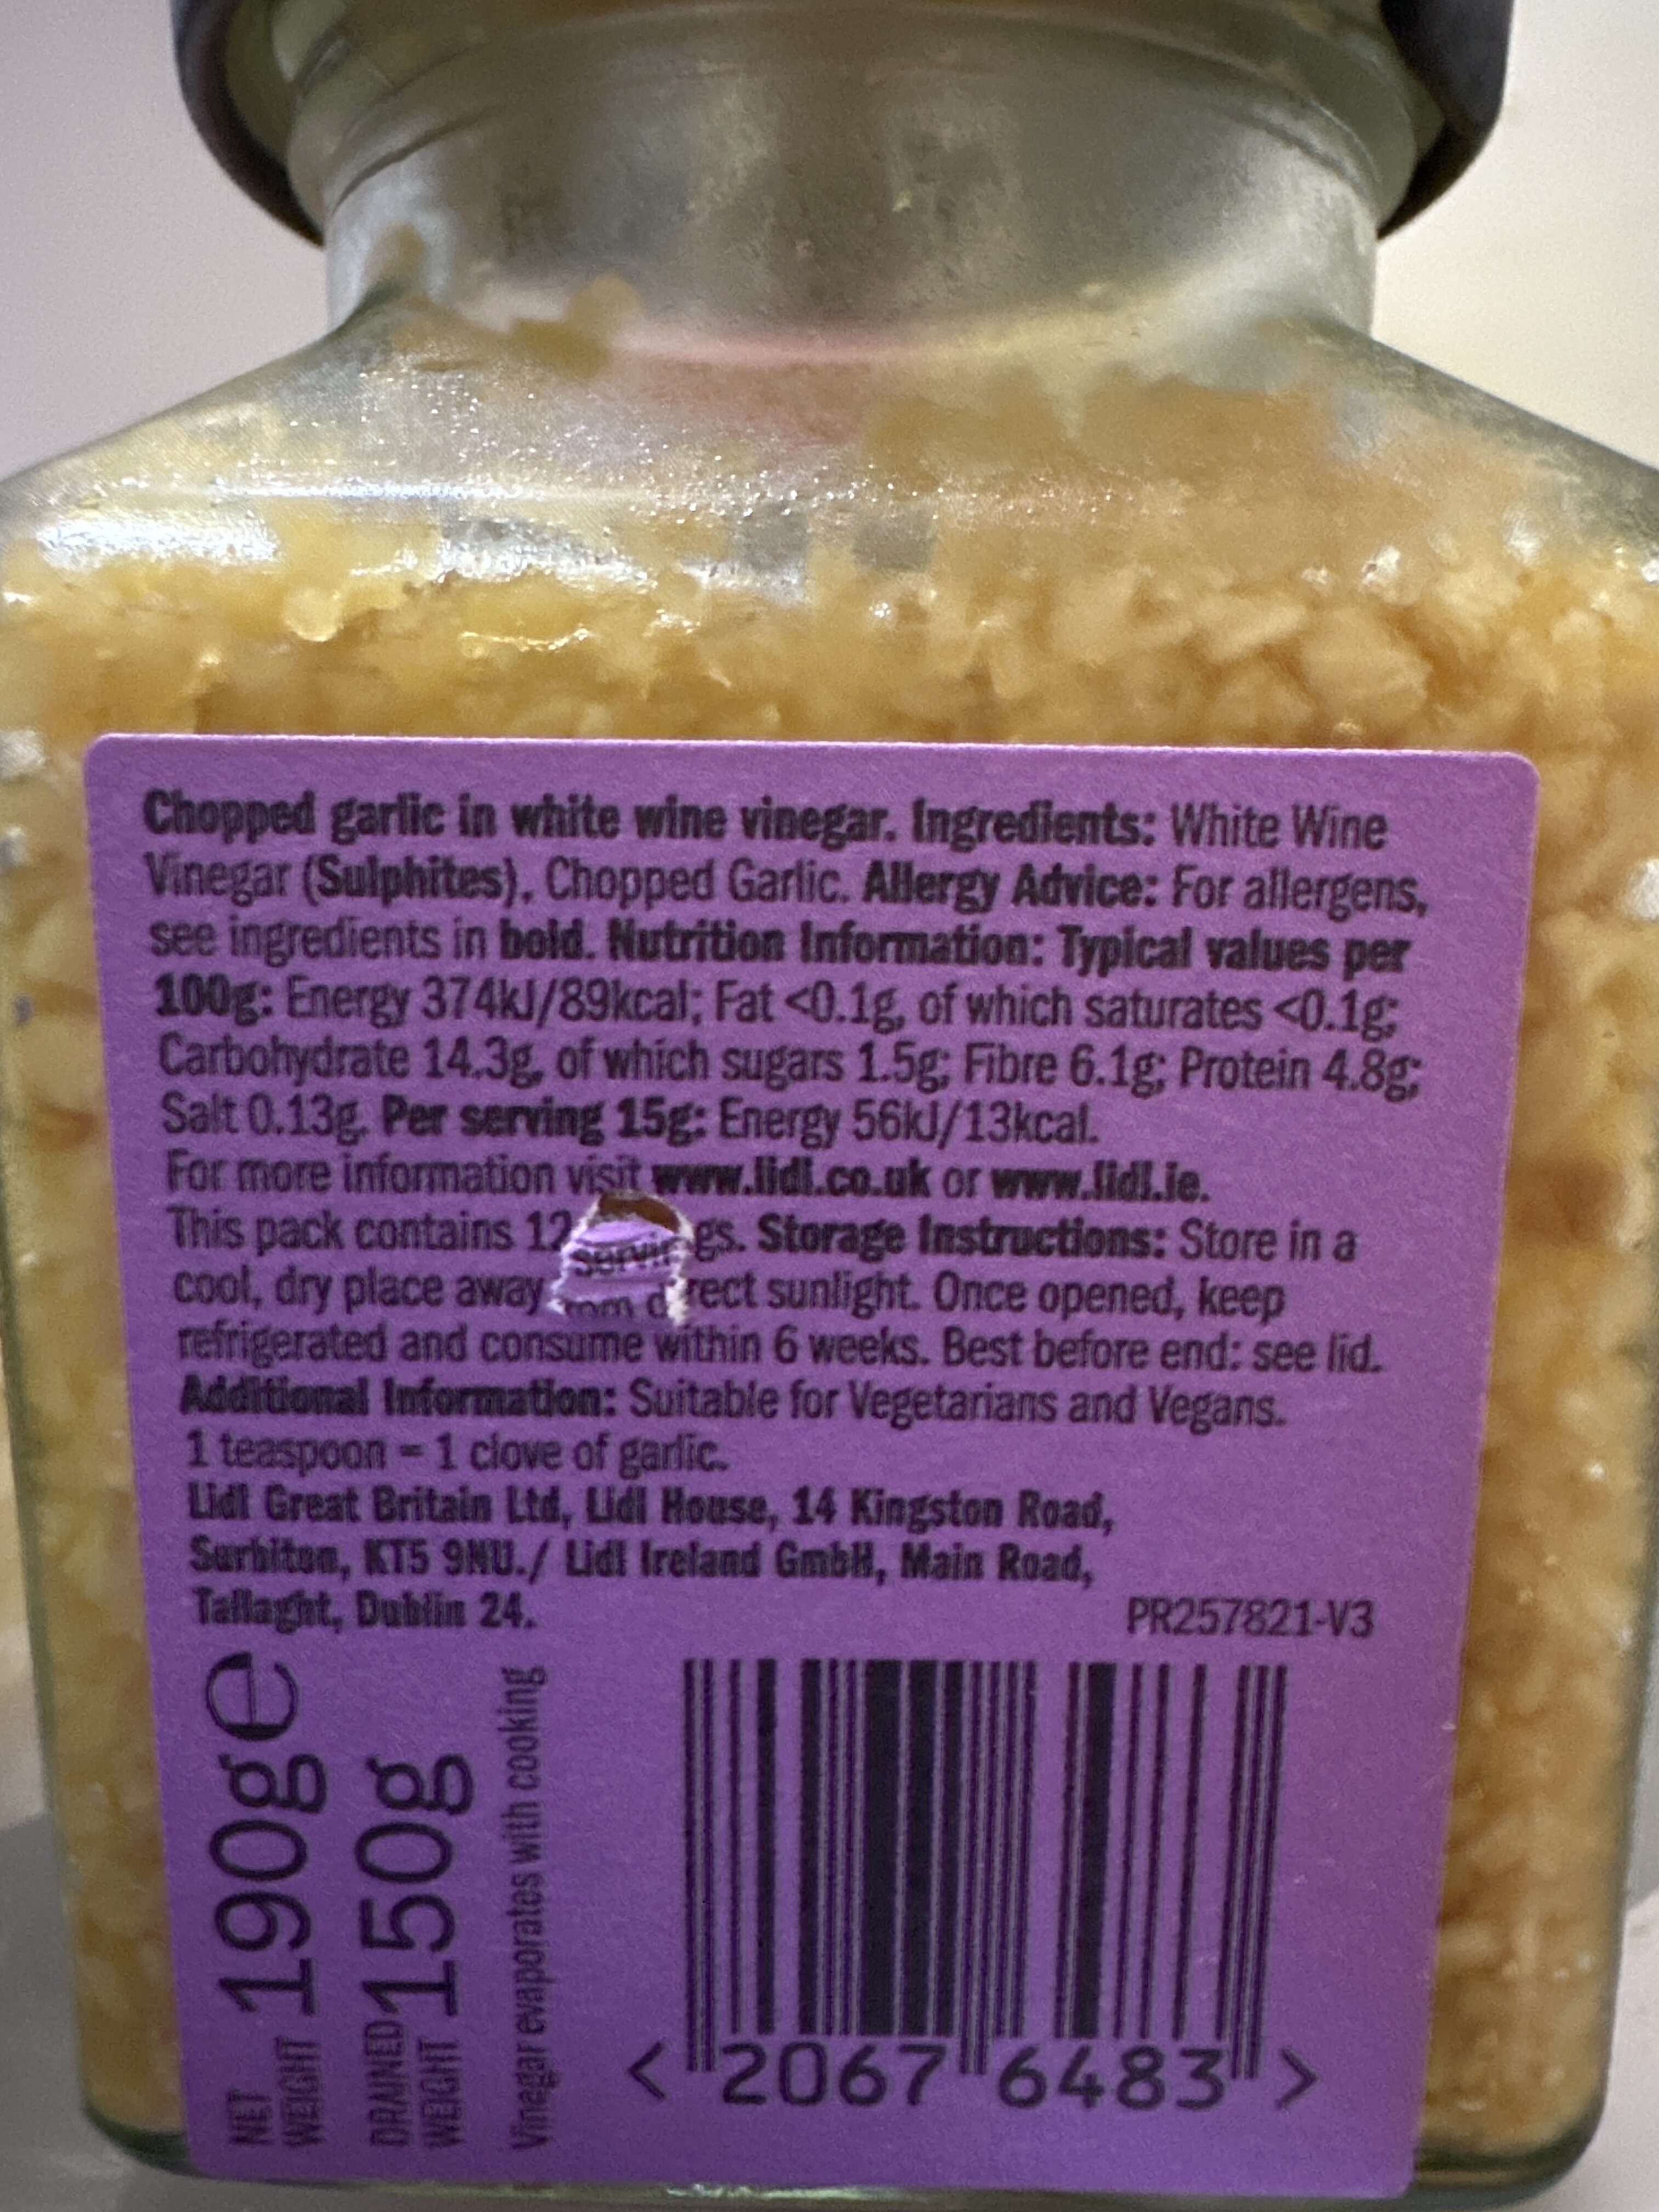 Chopped garlic in white wine vinegar. Ingredients: White Wine
Vinegar (Sulphites), Chopped Garlic. Allergy Advice: For allergens,
see ingredients in bold. Nutrition Information: Typical values per
100g: Energy 374kJ/89kcal; Fat <0.1g, of which saturates <0.1g;
Carbohydrate 14.3g, of which sugars 1.5g; Fibre 6.1g; Protein 4.8g;
Salt 0.13g. Per serving 15g: Energy 56kJ/13kcal.
For more information visit www.lidl.co.uk or www.lidl.ie.
This pack contains 12 servings. Storage Instructions: Store in a
cool, dry place away from direct sunlight. Once opened, keep
refrigerated and consume within 6 weeks. Best before end: see lid.
Additional Information: Suitable for Vegetarians and Vegans.
1 teaspoon = 1 clove of garlic.
Lidl Great Britain Ltd, Lidl House, 14 Kingston Road,
Surbiton, KT5 9NU./ Lidl Ireland GmbH, Main Road,
Tallaght, Dublin 24.
PR257821-V3
NET WEIGHT 190g e
DRAINED WEIGHT 150g
Vinegar evaporates with cooking
< 2067 6483 >